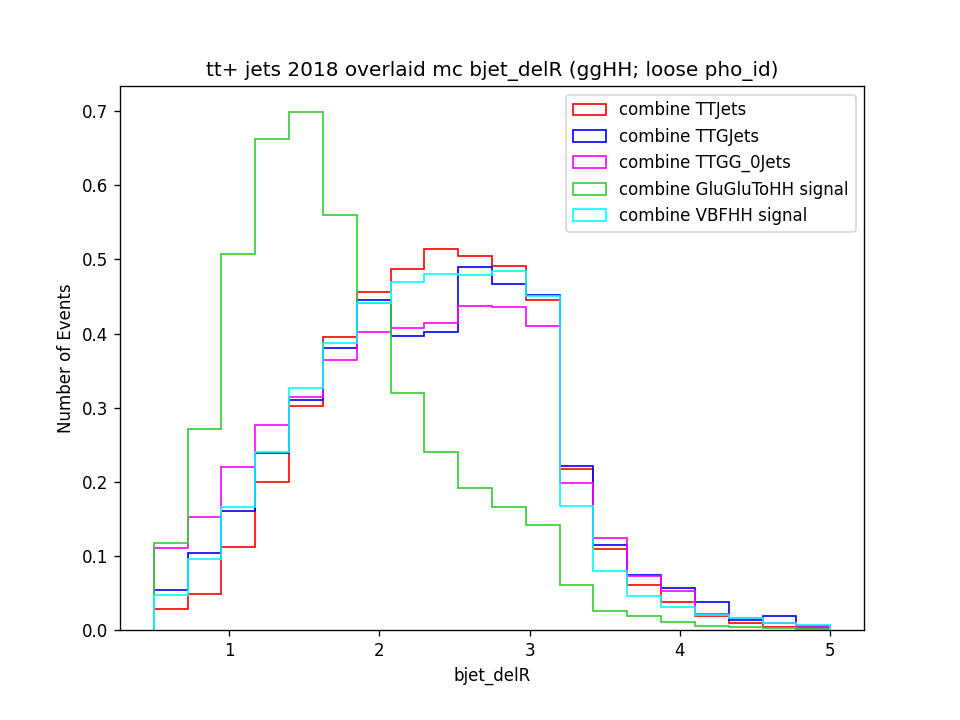 tt+ jets 2018 overlaid mc bjet_delR (ggHH; loose pho_id)
combine TTJets
combine TTGJets
combine TTGG_0Jets
combine GluGluToHH signal
combine VBFHH signal
Number of Events
0.7
0.6
0.5
0.4
0.3
0.2
0.1
0.0
1
2
3
4
5
bjet_delR